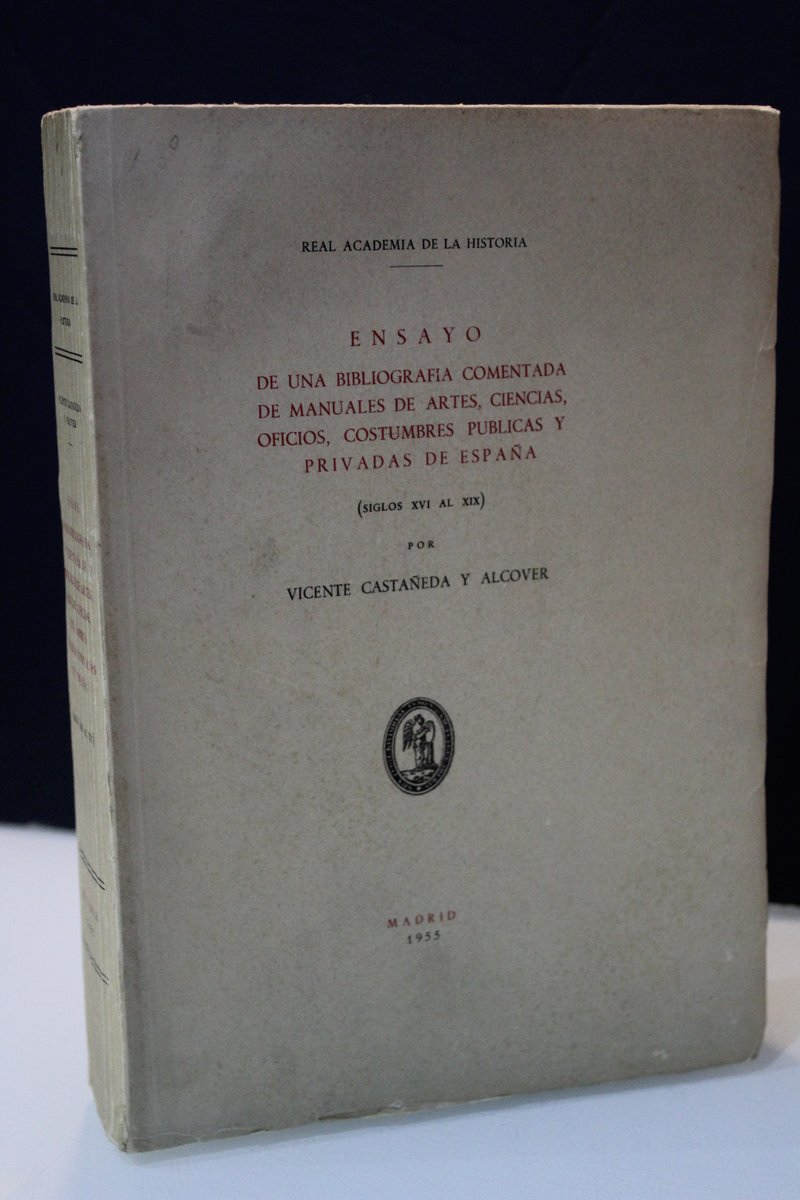 REAL ACADEMIA DE LA HISTORIA
ENSAYO
DE UNA BIBLIOGRAFIA COMENTADA
DE MANUALES DE ARTES, CIENCIAS,
OFICIOS, COSTUMBRES PUBLICAS Y
PRIVADAS DE ESPAÑA
(SIGLOS XVI AL XIX)
POR
VICENTE CASTAÑEDA Y ALCOVER
MADRID
1955